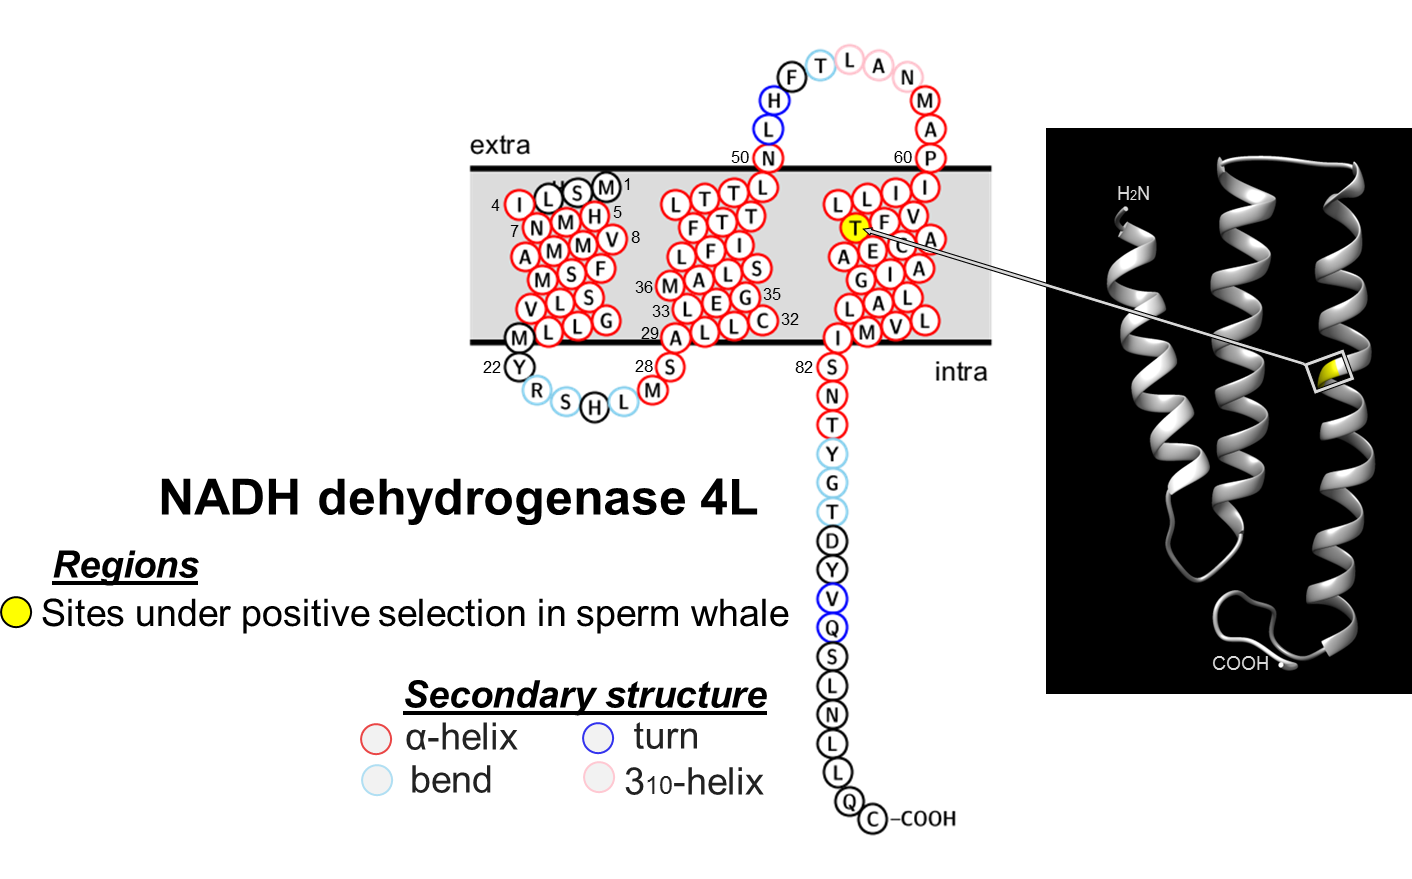 F T L A N
H M
L A
extra
50 N 60 P
I L S M 1 L T T L L L I I
4
N M H 5 F T T T F V
7
A M M V 8 L F I A E C A
M S F 36 M A L S G I A
V L S 33 L E G 35 L A L
M L L G 29 A L L C 32 I M V L
22 Y 28 S 82 S intra
R S H L M N
T
Y
G
T
D
Y
V
Q
S
L
N
L
L
Q
C -COOH
H2N
COOH
NADH dehydrogenase 4L
Regions
Sites under positive selection in sperm whale
Secondary structure
α-helix turn
bend 310-helix